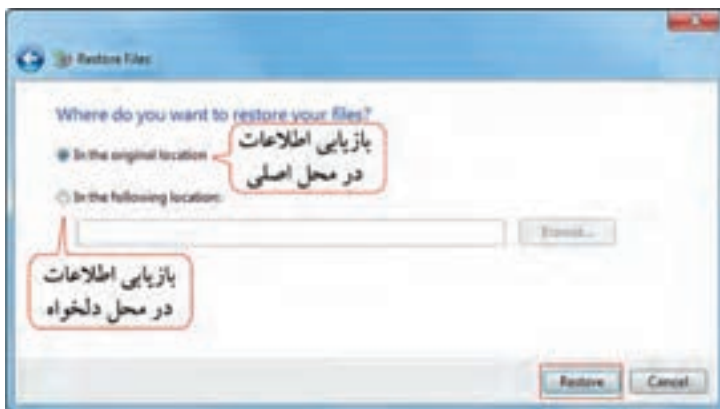 Restore Files
Where do you want to restore your files?
In the original location
بازیابی اطلاعات
در محل اصلی
In the following location:
Browse...
بازیابی اطلاعات
در محل دلخواه
Restore
Cancel